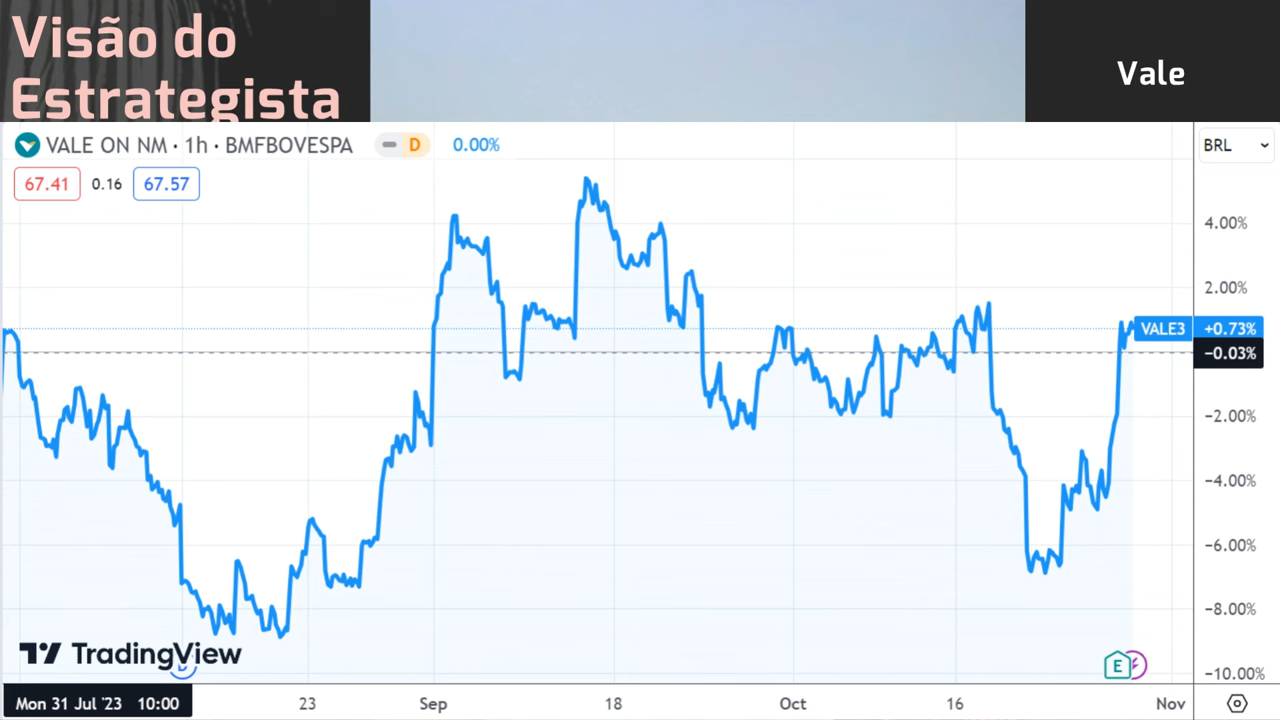 Visão do
Estrategista
Vale
VALE ON NM · 1h · BMFBOVESPA
D
0.00%
BRL
67.41
0.16
67.57
4.00%
2.00%
VALE3
+0.73%
−0.03%
−2.00%
−4.00%
−6.00%
−8.00%
−10.00%
TradingView
D
E
Mon 31 Jul '23 10:00
23
Sep
18
Oct
16
Nov